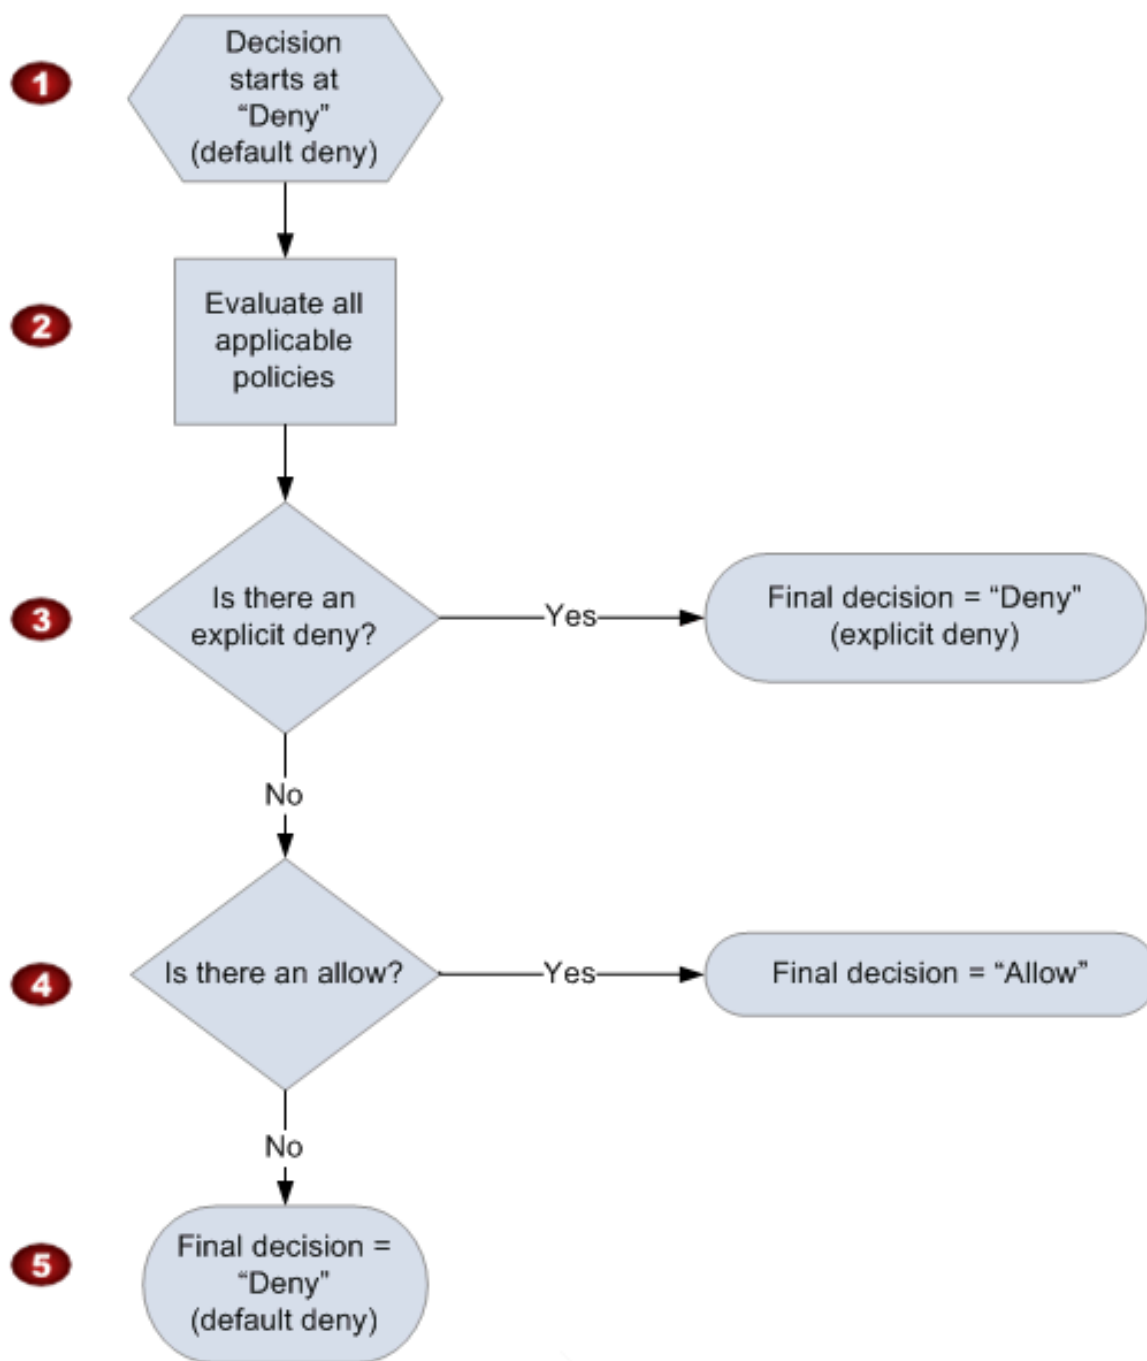 1
Decision
starts at
“Deny”
(default deny)
2
Evaluate all
applicable
policies
3
Is there an
explicit deny?
Yes
Final decision = “Deny”
(explicit deny)
No
4
Is there an allow?
Yes
Final decision = “Allow”
No
5
Final decision =
“Deny”
(default deny)